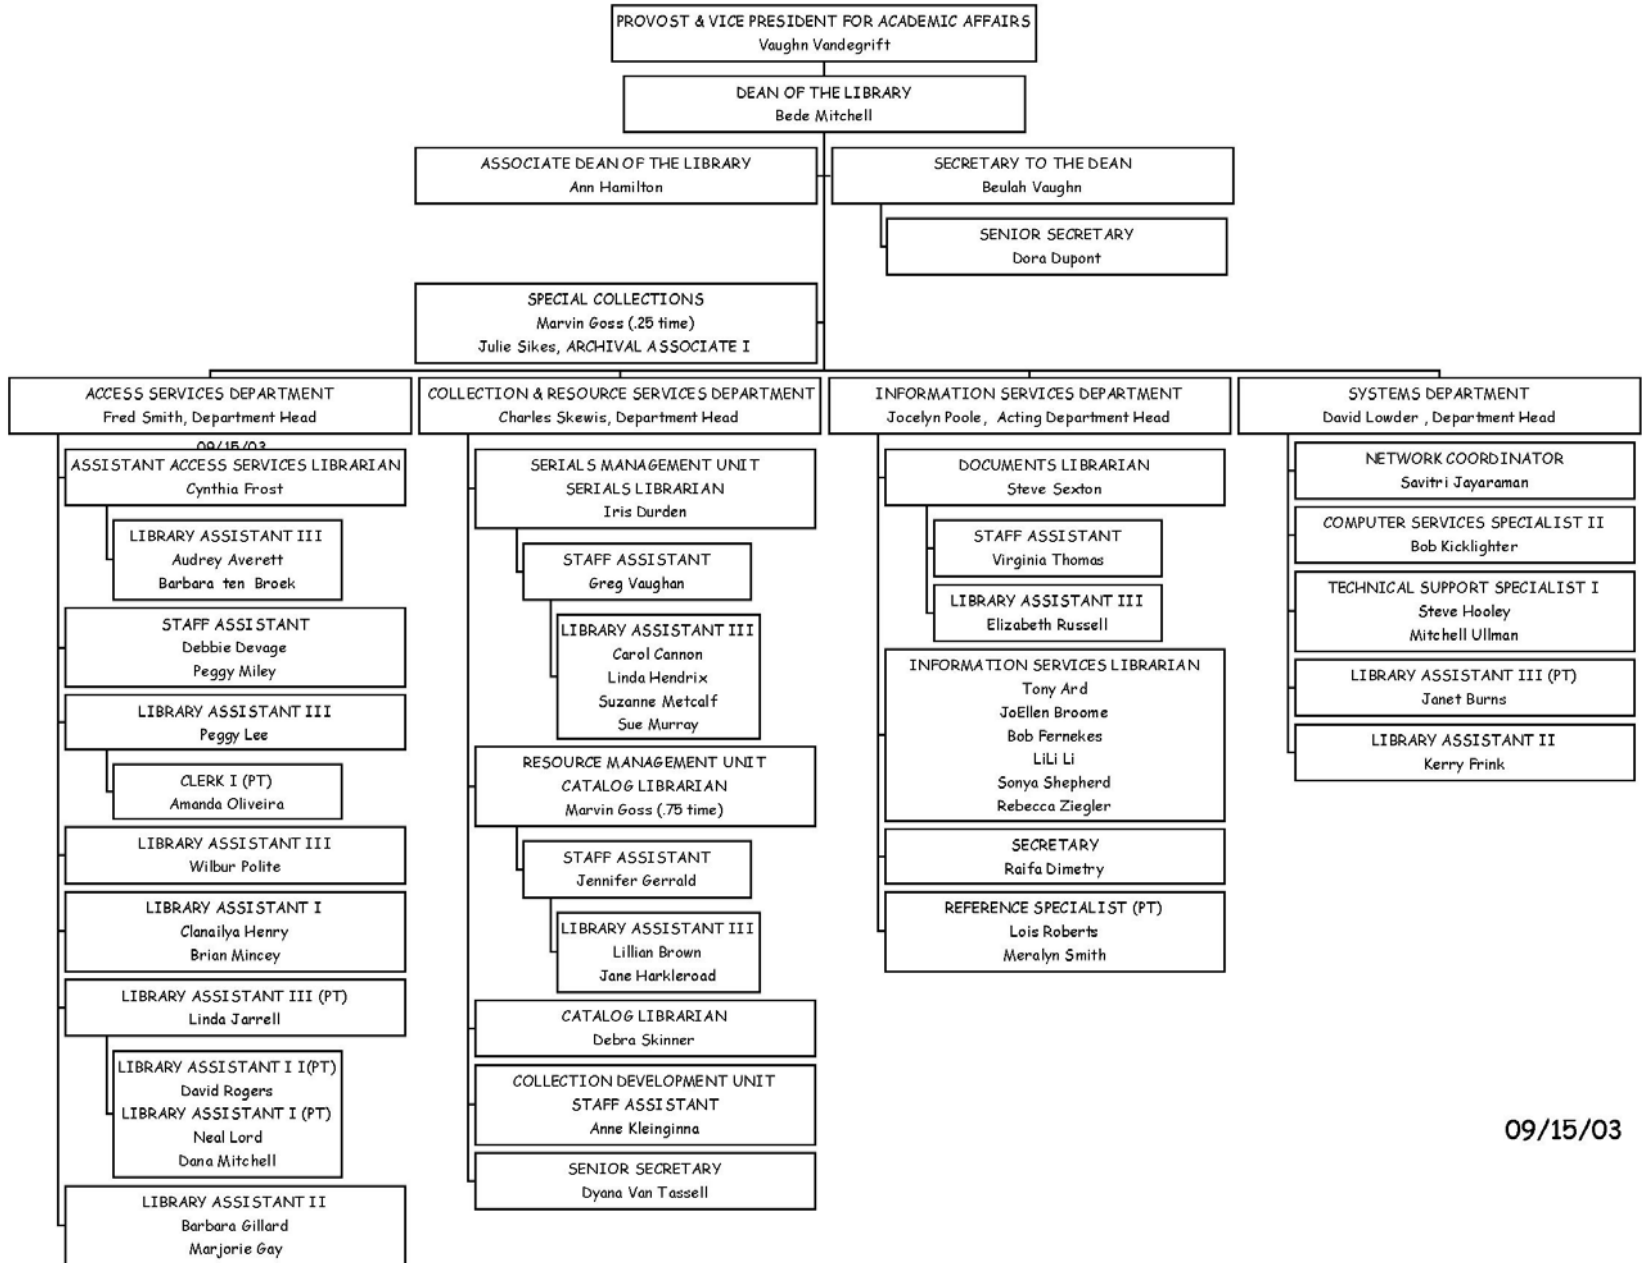 PROVOST & VICE PRESIDENT FOR ACADEMIC AFFAIRS
Vaughn Vandegrift
DEAN OF THE LIBRARY
Bede Mitchell
ASSOCIATE DEAN OF THE LIBRARY
Ann Hamilton
SECRETARY TO THE DEAN
Beulah Vaughn
SENIOR SECRETARY
Dora Dupont
SPECIAL COLLECTIONS
Marvin Goss (.25 time)
Julie Sikes, ARCHIVAL ASSOCIATE I
ACCESS SERVICES DEPARTMENT
Fred Smith, Department Head
09/15/03
ASSISTANT ACCESS SERVICES LIBRARIAN
Cynthia Frost
LIBRARY ASSISTANT III
Audrey Averett
Barbara ten Broek
STAFF ASSISTANT
Debbie Devage
Peggy Miley
LIBRARY ASSISTANT III
Peggy Lee
CLERK I (PT)
Amanda Oliveira
LIBRARY ASSISTANT III
Wilbur Polite
LIBRARY ASSISTANT I
Clanailya Henry
Brian Mincey
LIBRARY ASSISTANT III (PT)
Linda Jarrell
LIBRARY ASSISTANT I I(PT)
David Rogers
LIBRARY ASSISTANT I (PT)
Neal Lord
Dana Mitchell
LIBRARY ASSISTANT II
Barbara Gillard
Marjorie Gay
COLLECTION & RESOURCE SERVICES DEPARTMENT
Charles Skewis, Department Head
SERIALS MANAGEMENT UNIT
SERIALS LIBRARIAN
Iris Durden
STAFF ASSISTANT
Greg Vaughan
LIBRARY ASSISTANT III
Carol Cannon
Linda Hendrix
Suzanne Metcalf
Sue Murray
RESOURCE MANAGEMENT UNIT
CATALOG LIBRARIAN
Marvin Goss (.75 time)
STAFF ASSISTANT
Jennifer Gerrald
LIBRARY ASSISTANT III
Lillian Brown
Jane Harkleroad
CATALOG LIBRARIAN
Debra Skinner
COLLECTION DEVELOPMENT UNIT
STAFF ASSISTANT
Anne Kleinginna
SENIOR SECRETARY
Dyana Van Tassell
INFORMATION SERVICES DEPARTMENT
Jocelyn Poole, Acting Department Head
DOCUMENTS LIBRARIAN
Steve Sexton
STAFF ASSISTANT
Virginia Thomas
LIBRARY ASSISTANT III
Elizabeth Russell
INFORMATION SERVICES LIBRARIAN
Tony Ard
JoEllen Broome
Bob Fernekes
LiLi Li
Sonya Shepherd
Rebecca Ziegler
SECRETARY
Raifa Dimetry
REFERENCE SPECIALIST (PT)
Lois Roberts
Meralyn Smith
SYSTEMS DEPARTMENT
David Lowder , Department Head
NETWORK COORDINATOR
Savitri Jayaraman
COMPUTER SERVICES SPECIALIST II
Bob Kicklighter
TECHNICAL SUPPORT SPECIALIST I
Steve Hooley
Mitchell Ullman
LIBRARY ASSISTANT III (PT)
Janet Burns
LIBRARY ASSISTANT II
Kerry Frink
09/15/03